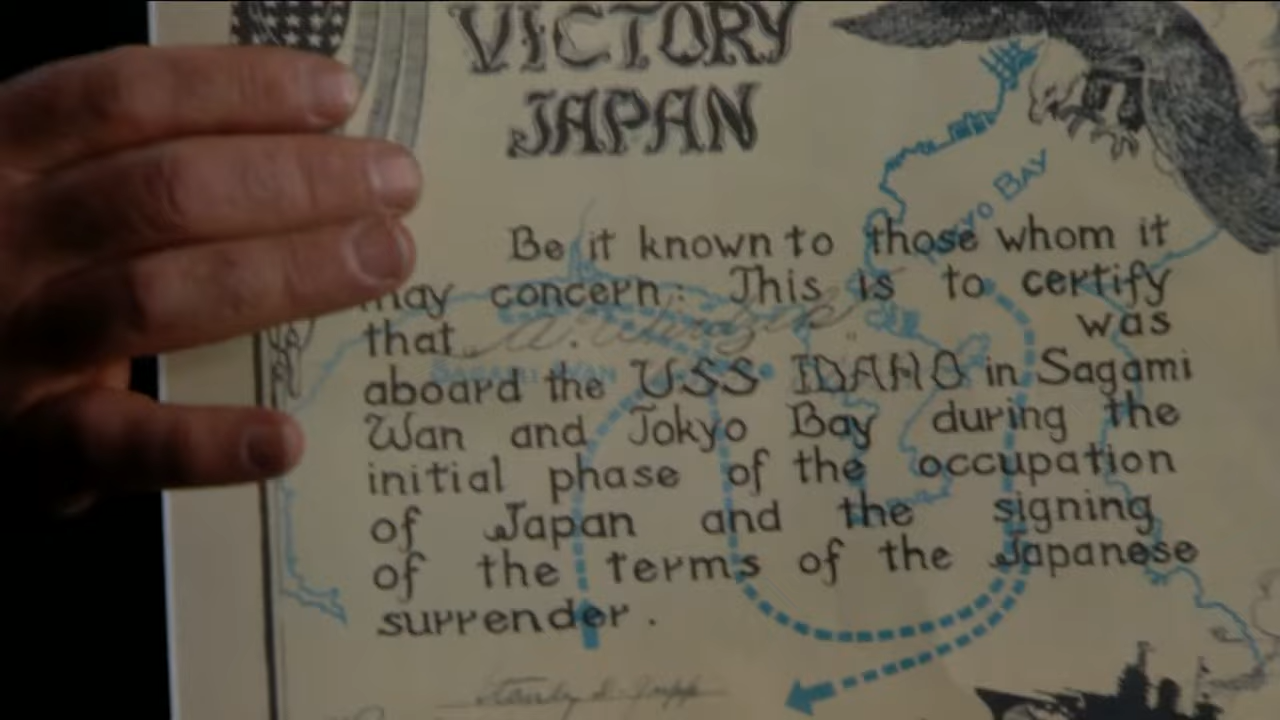 VICTORY
JAPAN
TOKYO BAY
Be it known to those whom it
may concern: This is to certify
that was
SAGAMI WAN
aboard the USS IDAHO in Sagami
Wan and Tokyo Bay during the
initial phase of the occupation
of Japan and the signing
of the terms of the Japanese
surrender.